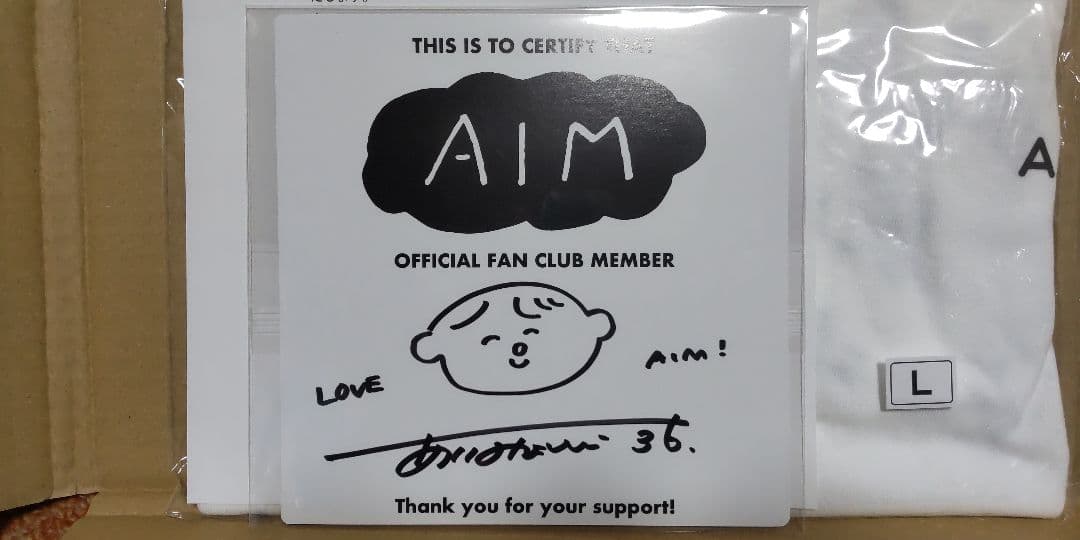 THIS IS TO CERTIFY THAT
AIM
OFFICIAL FAN CLUB MEMBER
LOVE
AIM!
36.
Thank you for your support!
A
L